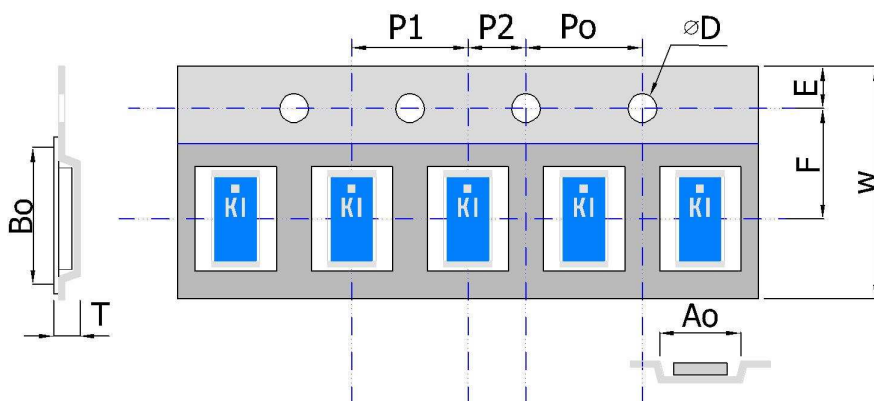 P1 P2 Po ⌀D
E
F
W
Bo
KI KI KI KI KI
T
Ao